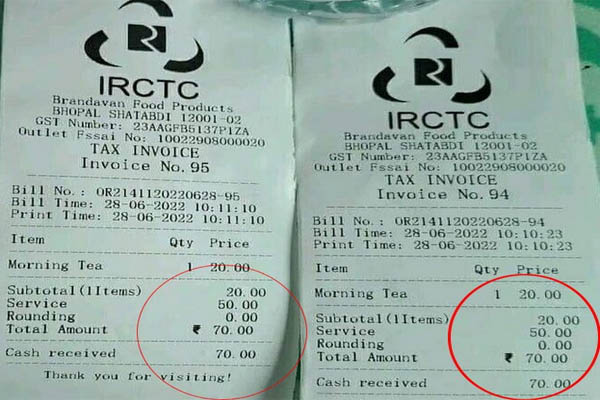 IRCTC
Brandavan Food Products
BHOPAL SHATABDI 12001-02
GST Number: 23AAGFB5137P1ZA
Outlet Fssai No: 10022908000020
TAX INVOICE
Invoice No. 95
Bill No.: OR2141120220628-95
Bill Time: 28-06-2022 10:11:10
Print Time: 28-06-2022 10:11:10
Item Qty Price
Morning Tea 1 20.00
Subtotal(1Items) 20.00
Service 50.00
Rounding 0.00
Total Amount ₹ 70.00
Cash received 70.00
Thank you for visiting!
IRCTC
Brandavan Food Products
BHOPAL SHATABDI 12001-02
GST Number: 23AAGFB5137P1ZA
Outlet Fssai No: 10022908000020
TAX INVOICE
Invoice No. 94
Bill No.: OR2141120220628-94
Bill Time: 28-06-2022 10:10:23
Print Time: 28-06-2022 10:10:23
Item Qty Price
Morning Tea 1 20.00
Subtotal(1Items) 20.00
Service 50.00
Rounding 0.00
Total Amount ₹ 70.00
Cash received 70.00